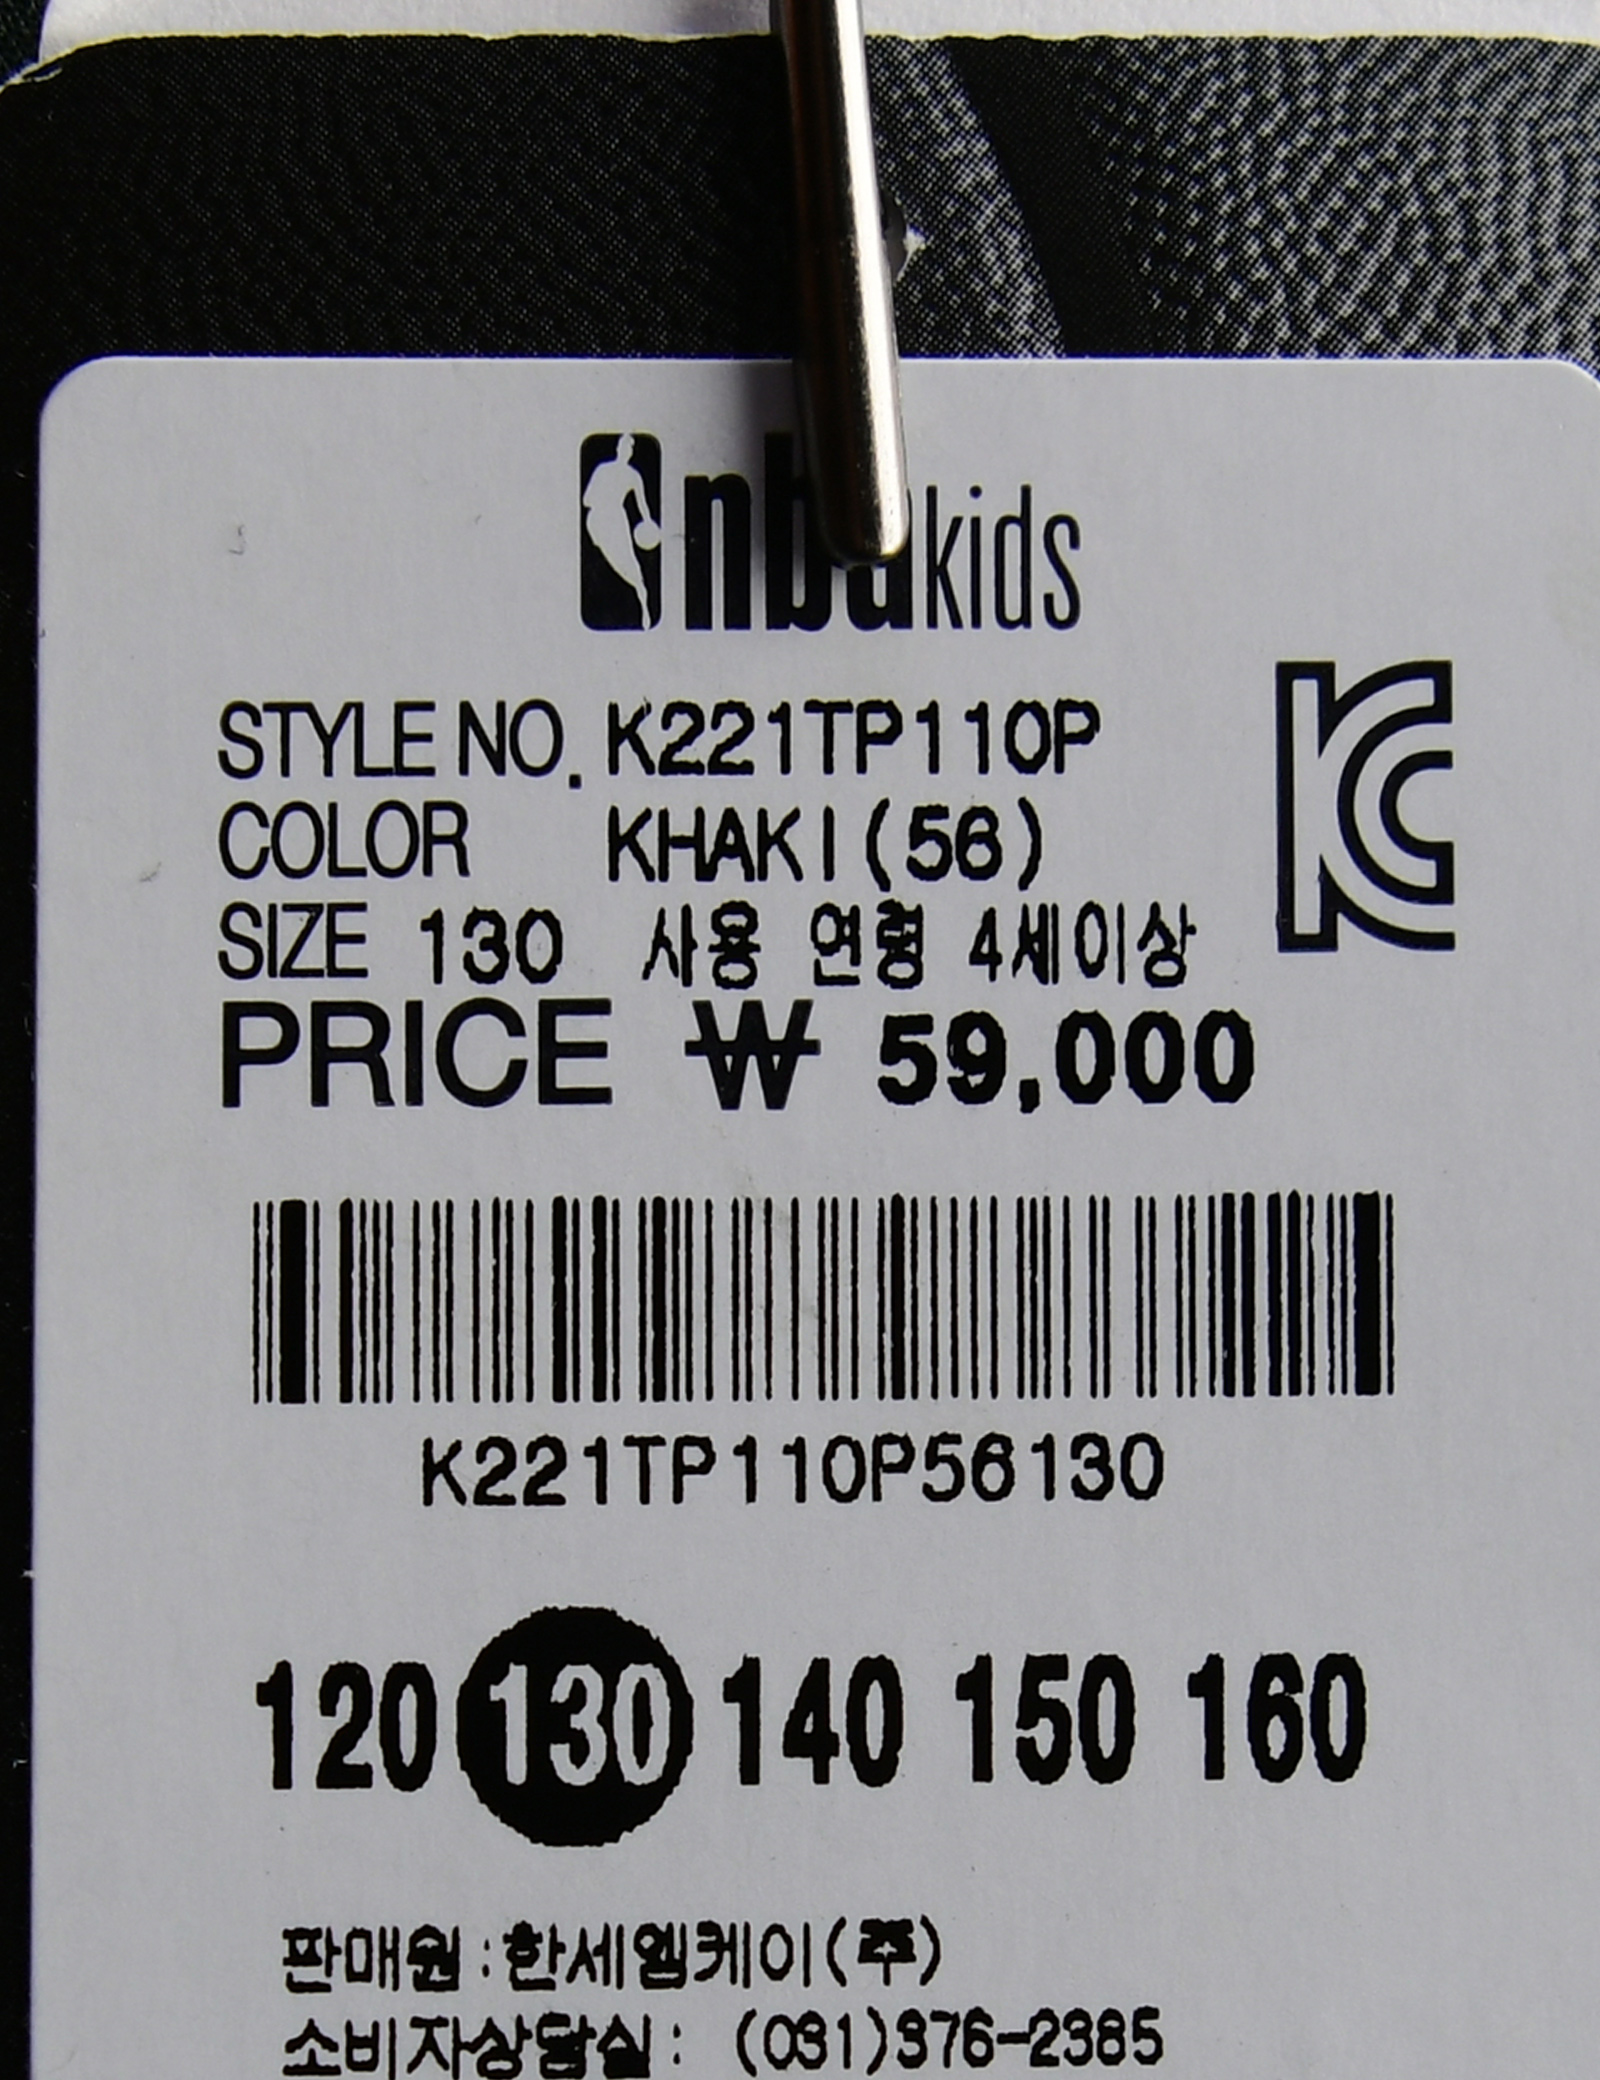 nba kids
STYLE NO. K221TP110P
COLOR KHAKI(56)
SIZE 130 사용 연령 4세이상
PRICE ₩ 59,000
K221TP110P56130
120 130 140 150 160
판매원:한세엠케이(주)
소비자상담실: (031)376-2385